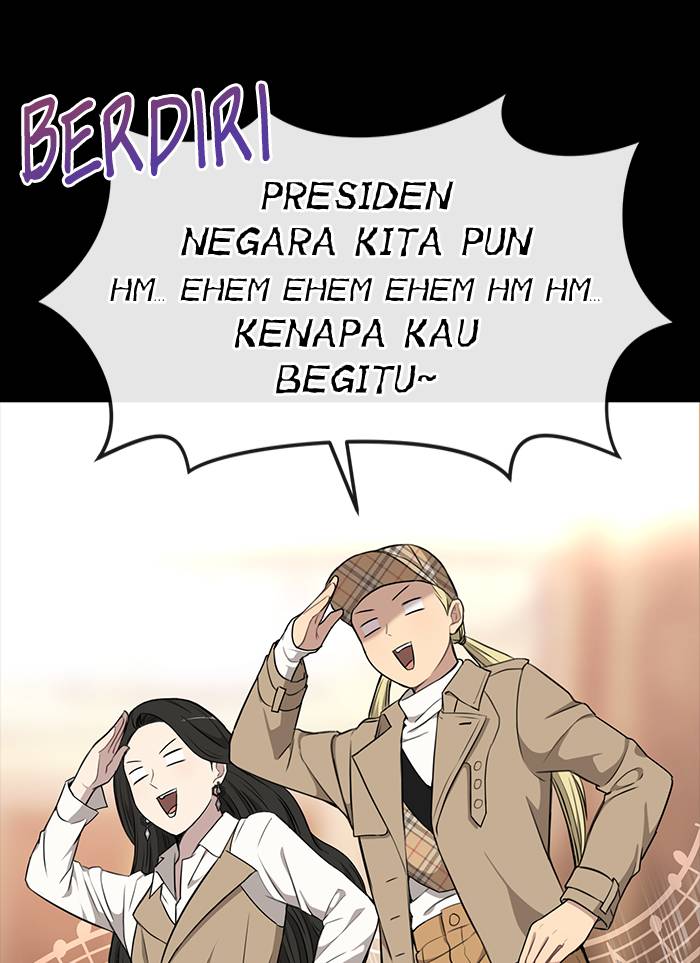 BERDIRI
PRESIDEN
NEGARA KITA PUN
HM... EHEM EHEM EHEM HM HM...
KENAPA KAU
BEGITU~